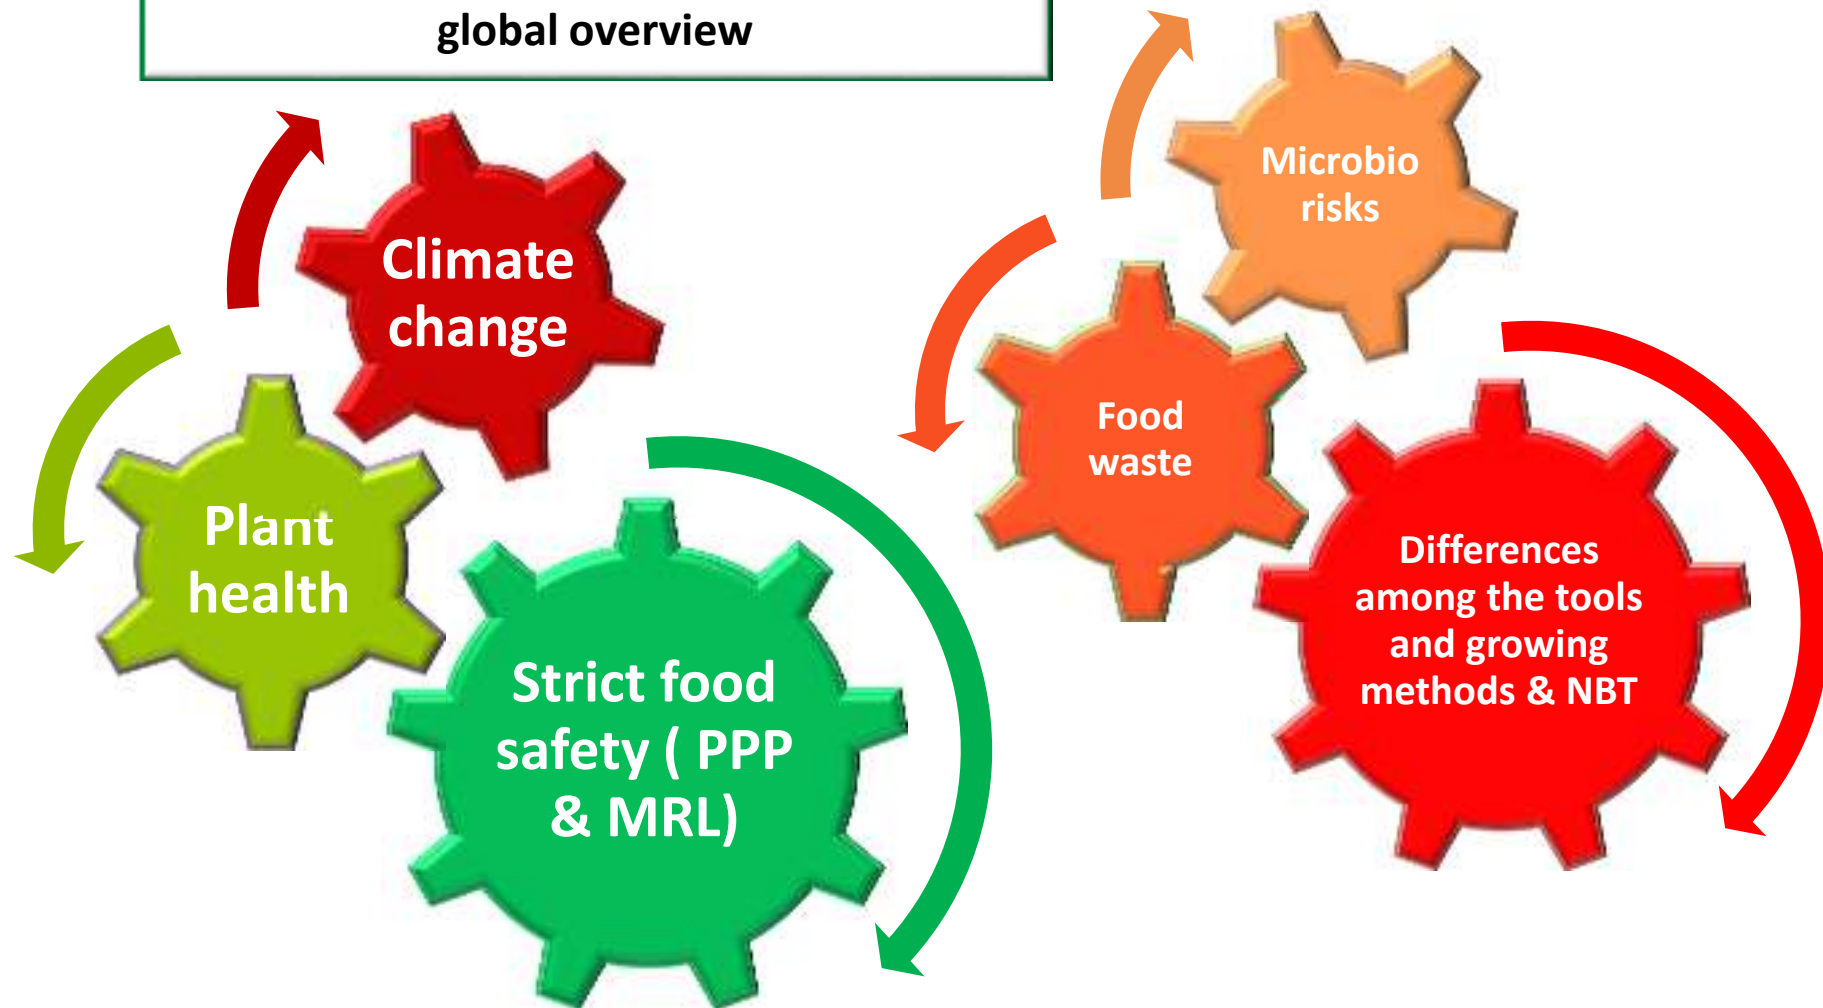 global overview
Climate
change
Plant
health
Strict food
safety ( PPP
& MRL)
Microbio
risks
Food
waste
Differences
among the tools
and growing
methods & NBT